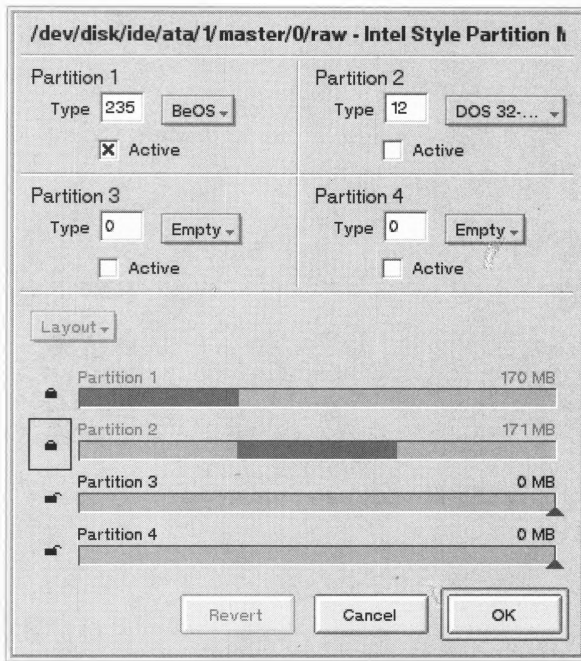 /dev/disk/ide/ata/1/master/0/raw - Intel Style Partition M
Partition 1
Type 235 BeOS
Active
Partition 2
Type 12 DOS 32-...
Active
Partition 3
Type 0 Empty
Active
Partition 4
Type 0 Empty
Active
Layout
Partition 1 170 MB
Partition 2 171 MB
Partition 3 0 MB
Partition 4 0 MB
Revert Cancel OK